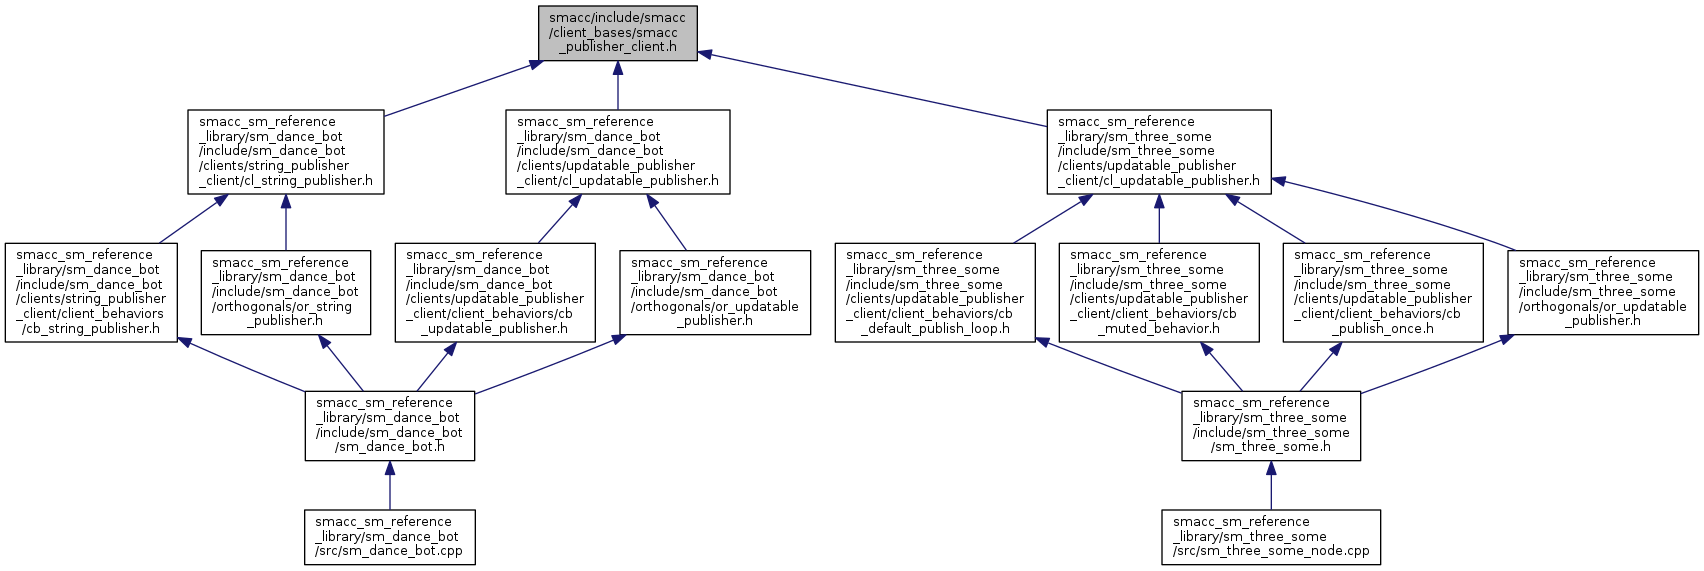 smacc/include/smacc
/client_bases/smacc
_publisher_client.h
smacc_sm_reference
_library/sm_dance_bot
/include/sm_dance_bot
/clients/string_publisher
_client/cl_string_publisher.h
smacc_sm_reference
_library/sm_dance_bot
/include/sm_dance_bot
/clients/updatable_publisher
_client/cl_updatable_publisher.h
smacc_sm_reference
_library/sm_three_some
/include/sm_three_some
/clients/updatable_publisher
_client/cl_updatable_publisher.h
smacc_sm_reference
_library/sm_dance_bot
/include/sm_dance_bot
/clients/string_publisher
_client/client_behaviors
/cb_string_publisher.h
smacc_sm_reference
_library/sm_dance_bot
/include/sm_dance_bot
/orthogonals/or_string
_publisher.h
smacc_sm_reference
_library/sm_dance_bot
/include/sm_dance_bot
/clients/updatable_publisher
_client/client_behaviors/cb
_updatable_publisher.h
smacc_sm_reference
_library/sm_dance_bot
/include/sm_dance_bot
/orthogonals/or_updatable
_publisher.h
smacc_sm_reference
_library/sm_three_some
/include/sm_three_some
/clients/updatable_publisher
_client/client_behaviors/cb
_default_publish_loop.h
smacc_sm_reference
_library/sm_three_some
/include/sm_three_some
/clients/updatable_publisher
_client/client_behaviors/cb
_muted_behavior.h
smacc_sm_reference
_library/sm_three_some
/include/sm_three_some
/clients/updatable_publisher
_client/client_behaviors/cb
_publish_once.h
smacc_sm_reference
_library/sm_three_some
/include/sm_three_some
/orthogonals/or_updatable
_publisher.h
smacc_sm_reference
_library/sm_dance_bot
/include/sm_dance_bot
/sm_dance_bot.h
smacc_sm_reference
_library/sm_three_some
/include/sm_three_some
/sm_three_some.h
smacc_sm_reference
_library/sm_dance_bot
/src/sm_dance_bot.cpp
smacc_sm_reference
_library/sm_three_some
/src/sm_three_some_node.cpp